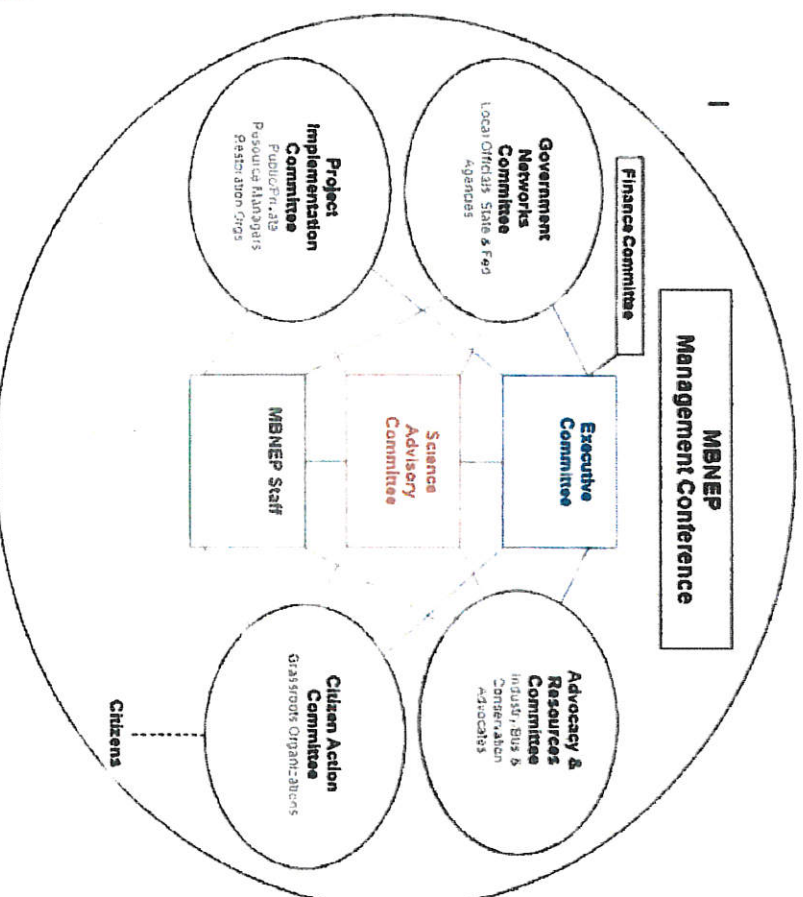 MBNEP
Management Conference
Finance Committee
Government
Networks
Committee
Local Officials, State & Fed
Agencies
Executive
Committee
Advocacy &
Resources
Committee
Industry, Bus &
Conservation
Advocates
Science
Advisory
Committee
Project
Implementation
Committee
Public/Private
Resource Managers
Restoration Orgs
MBNEP Staff
Citizen Action
Committee
Grassroots Organizations
Citizens